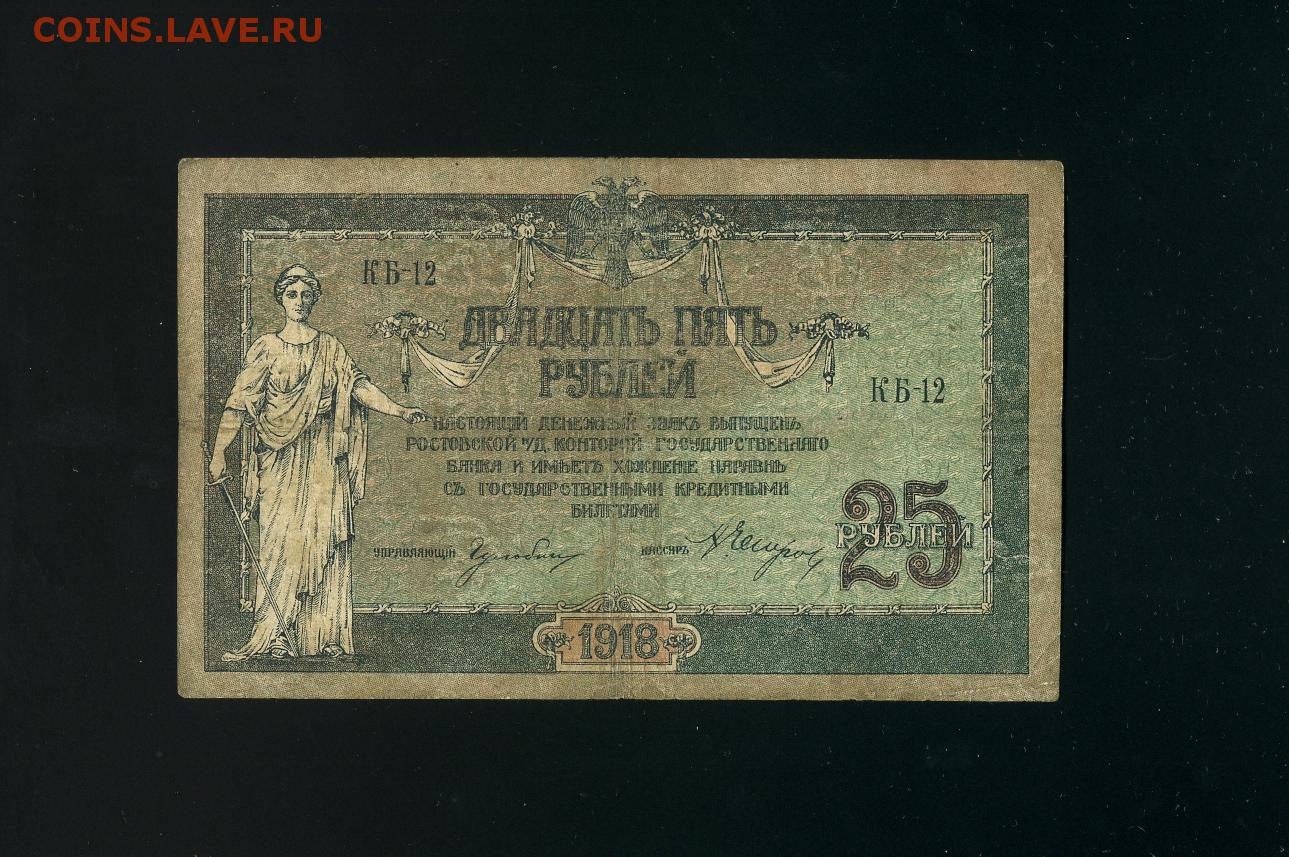 COINS.LAVE.RU
КБ-12
ДВАДЦАТЬ ПЯТЬ
РУБЛЕЙ
КБ-12
НАСТОЯЩІЙ ДЕНЕЖНЫЙ ЗНАКЪ ВЫПУЩЕНЪ
РОСТОВСКОЙ н/Д. КОНТОРОЙ ГОСУДАРСТВЕННАГО
БАНКА И ИМѢЕТЪ ХОЖДЕНІЕ НАРАВНѢ
СЪ ГОСУДАРСТВЕННЫМИ КРЕДИТНЫМИ
БИЛЕТАМИ
25
РУБЛЕЙ
УПРАВЛЯЮЩІЙ
КАССИРЪ
1918